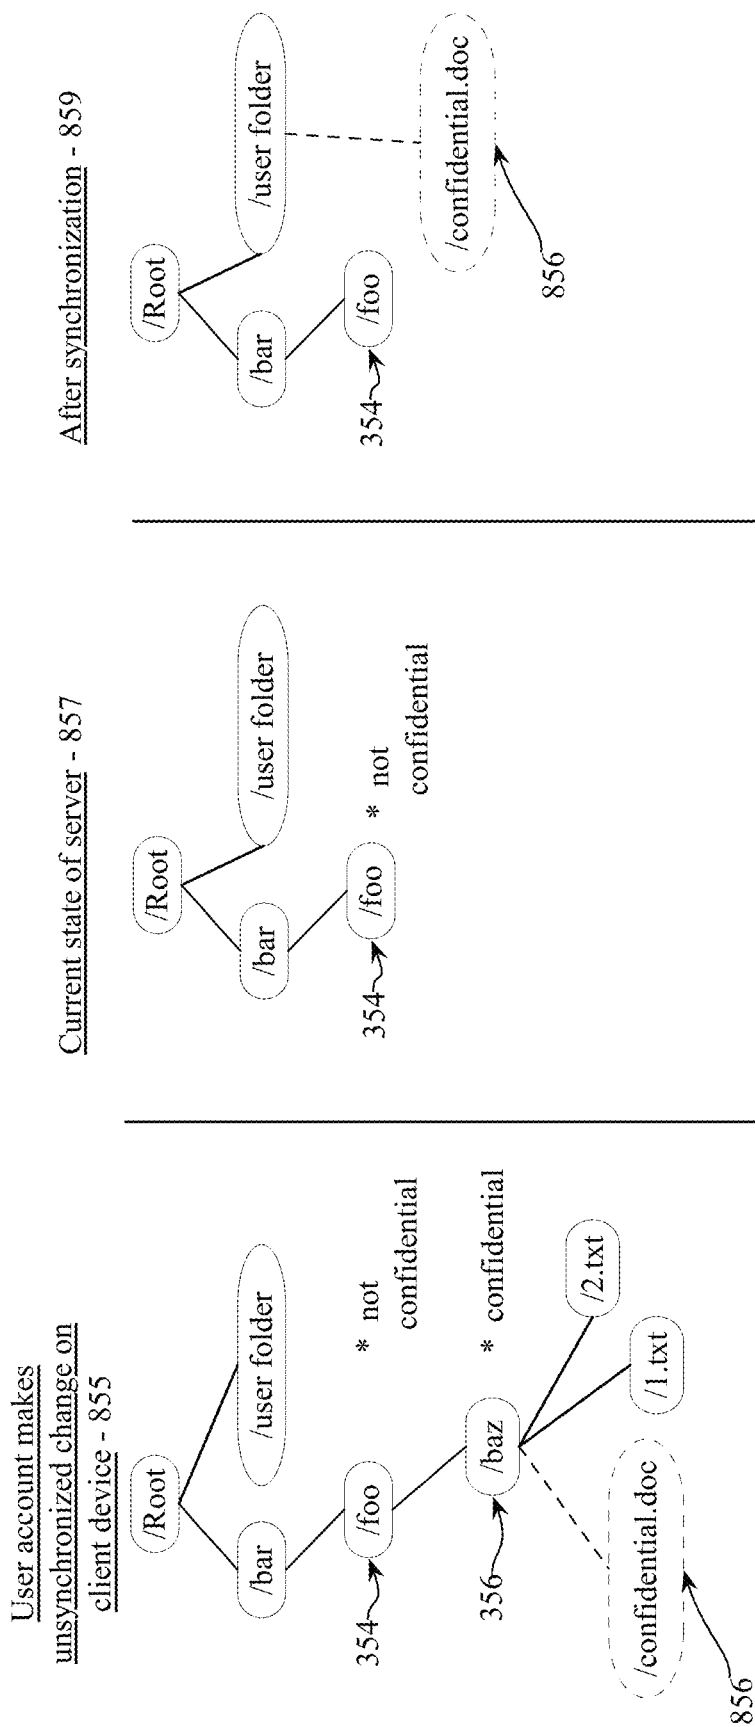 User account makes
unsynchronized change on
client device - 855
/Root
/bar
/user folder
/foo
* not
confidential
354
/baz
* confidential
356
/2.txt
/1.txt
/confidential.doc
856
Current state of server - 857
/Root
/bar
/user folder
/foo
* not
confidential
354
After synchronization - 859
/Root
/bar
/user folder
/foo
354
/confidential.doc
856